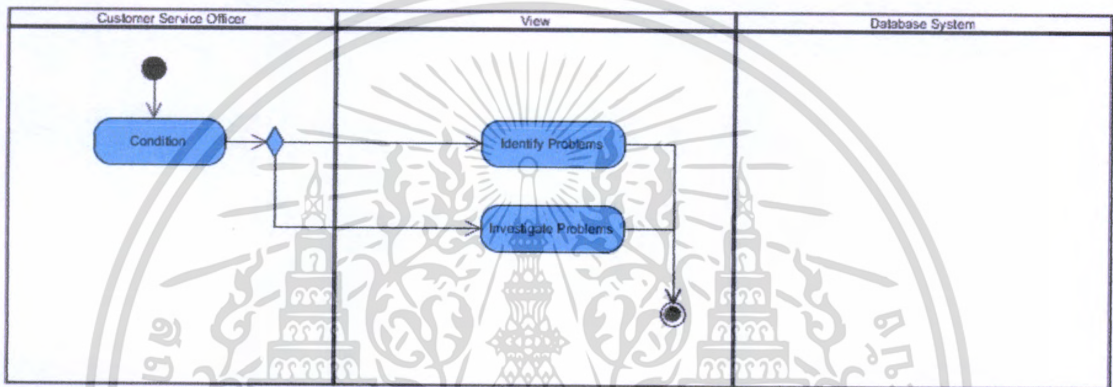 Customer Service Officer
View
Database System
Condition
Identify Problems
Investigate Problems